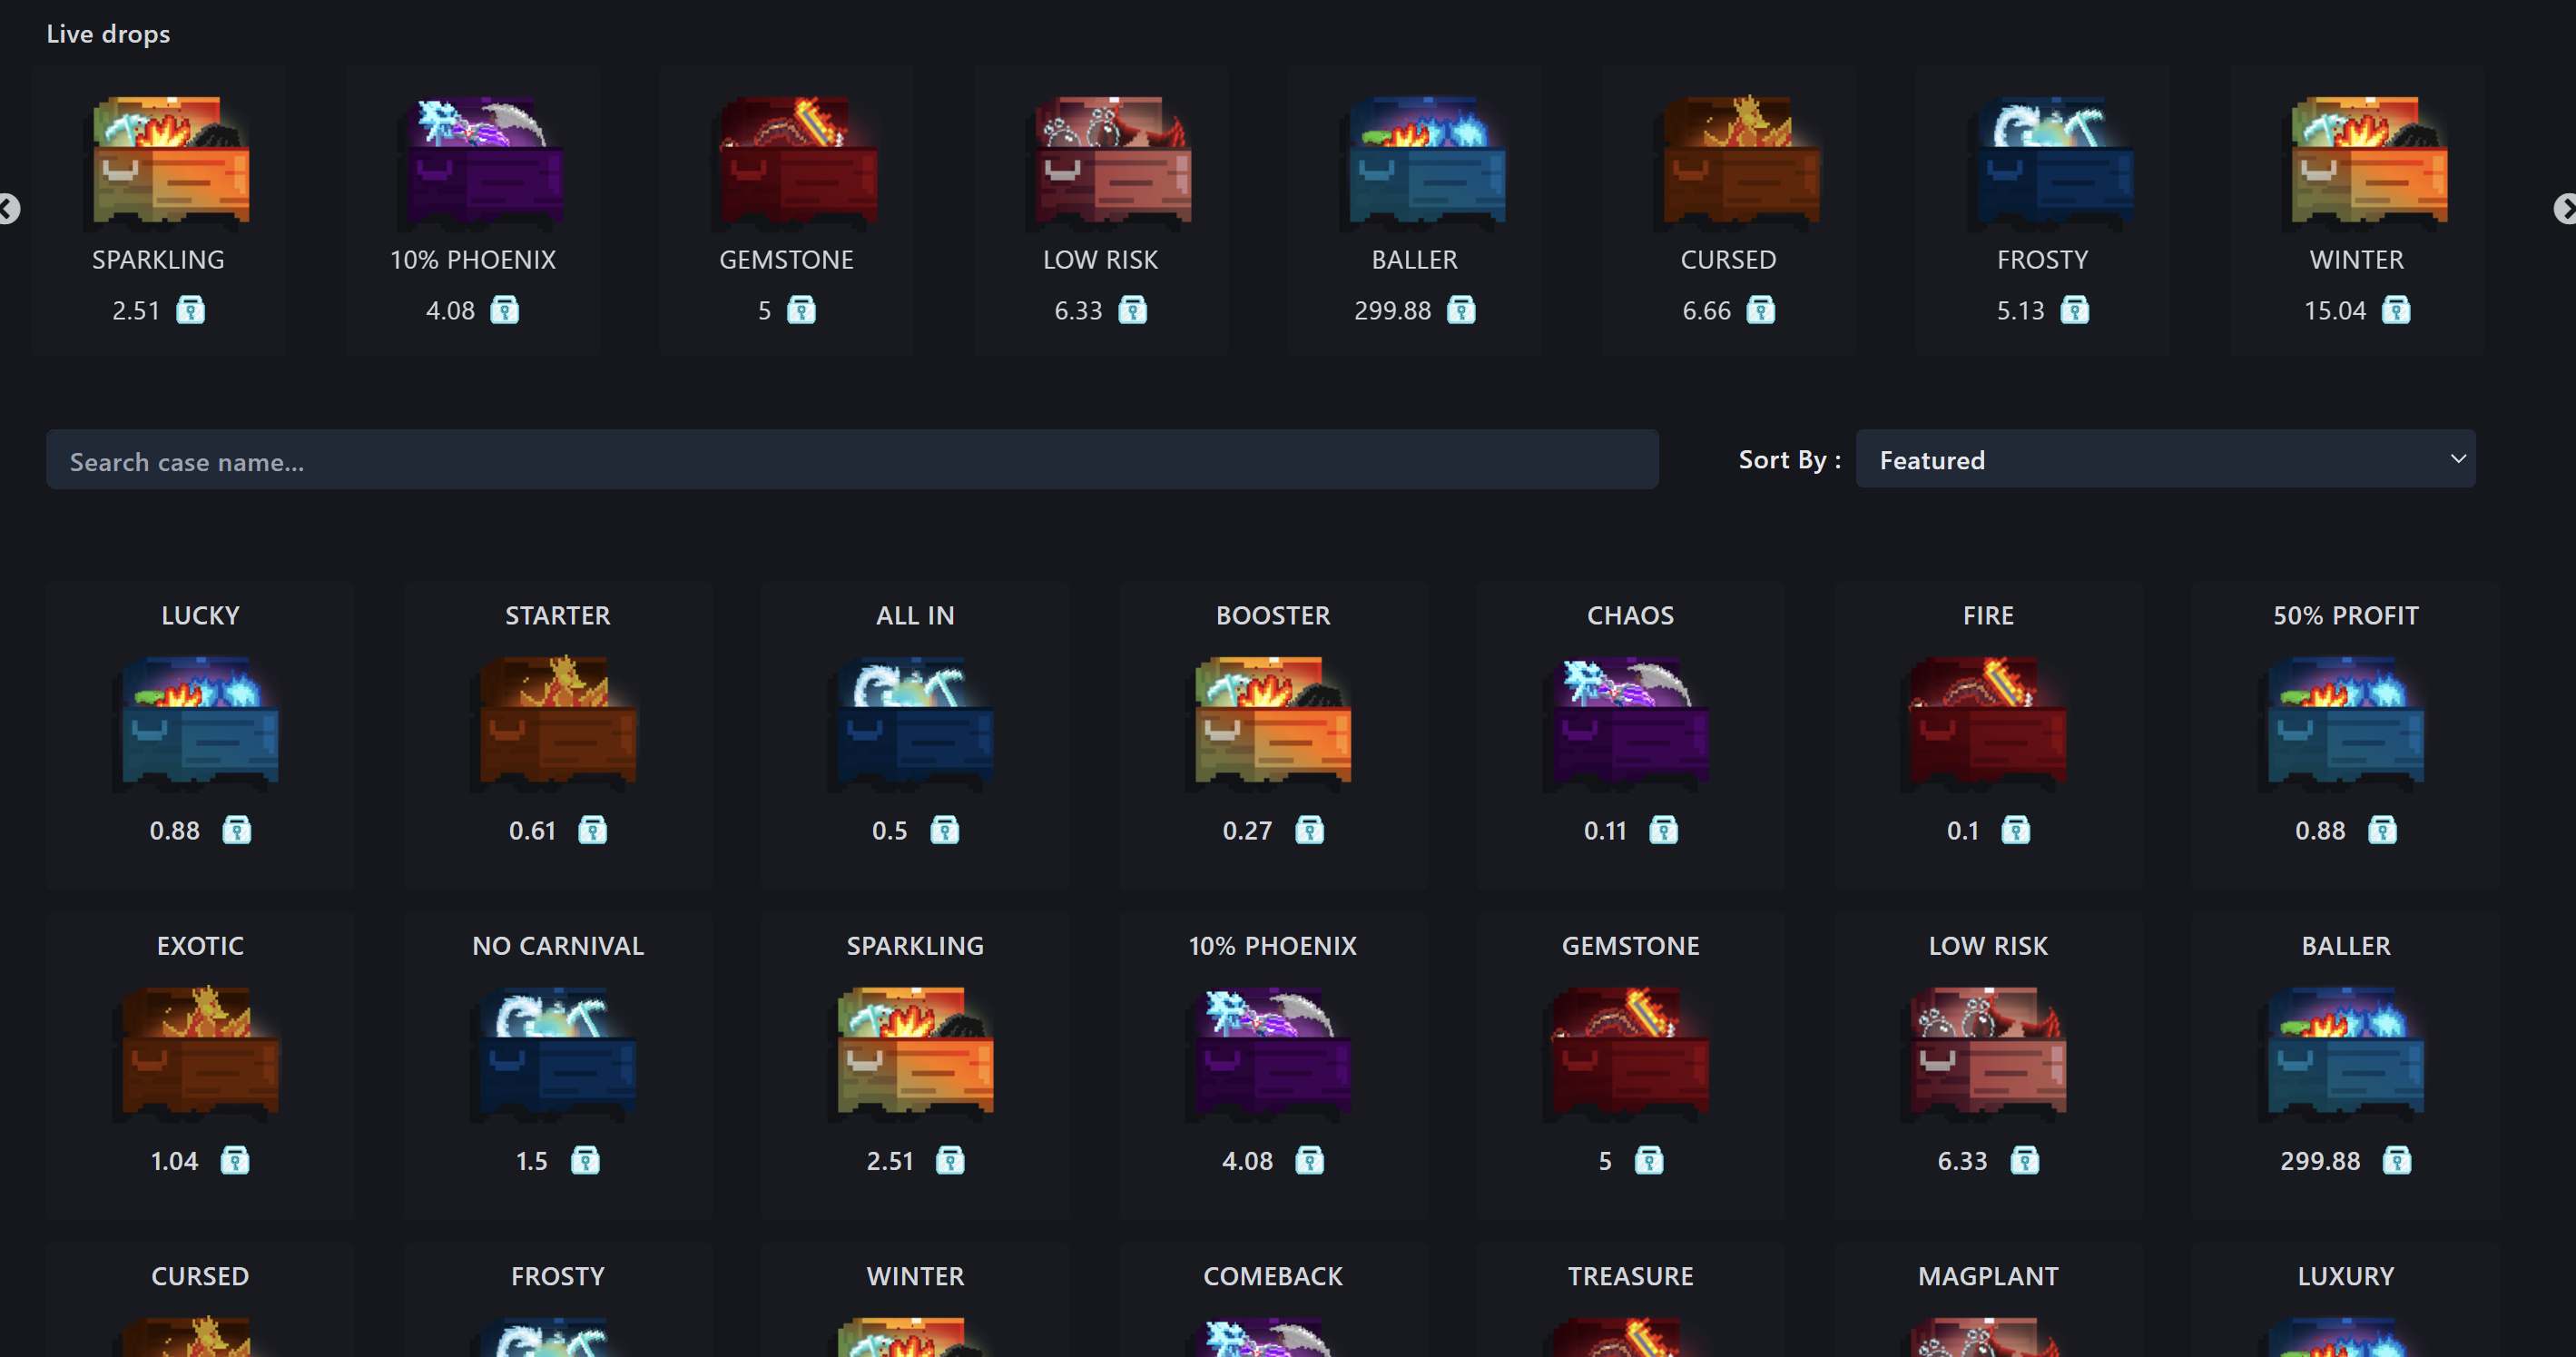 Live drops
SPARKLING
2.51
10% PHOENIX
4.08
GEMSTONE
5
LOW RISK
6.33
BALLER
299.88
CURSED
6.66
FROSTY
5.13
WINTER
15.04
Search case name...
Sort By :
Featured
LUCKY
0.88
STARTER
0.61
ALL IN
0.5
BOOSTER
0.27
CHAOS
0.11
FIRE
0.1
50% PROFIT
0.88
EXOTIC
1.04
NO CARNIVAL
1.5
SPARKLING
2.51
10% PHOENIX
4.08
GEMSTONE
5
LOW RISK
6.33
BALLER
299.88
CURSED
FROSTY
WINTER
COMEBACK
TREASURE
MAGPLANT
LUXURY